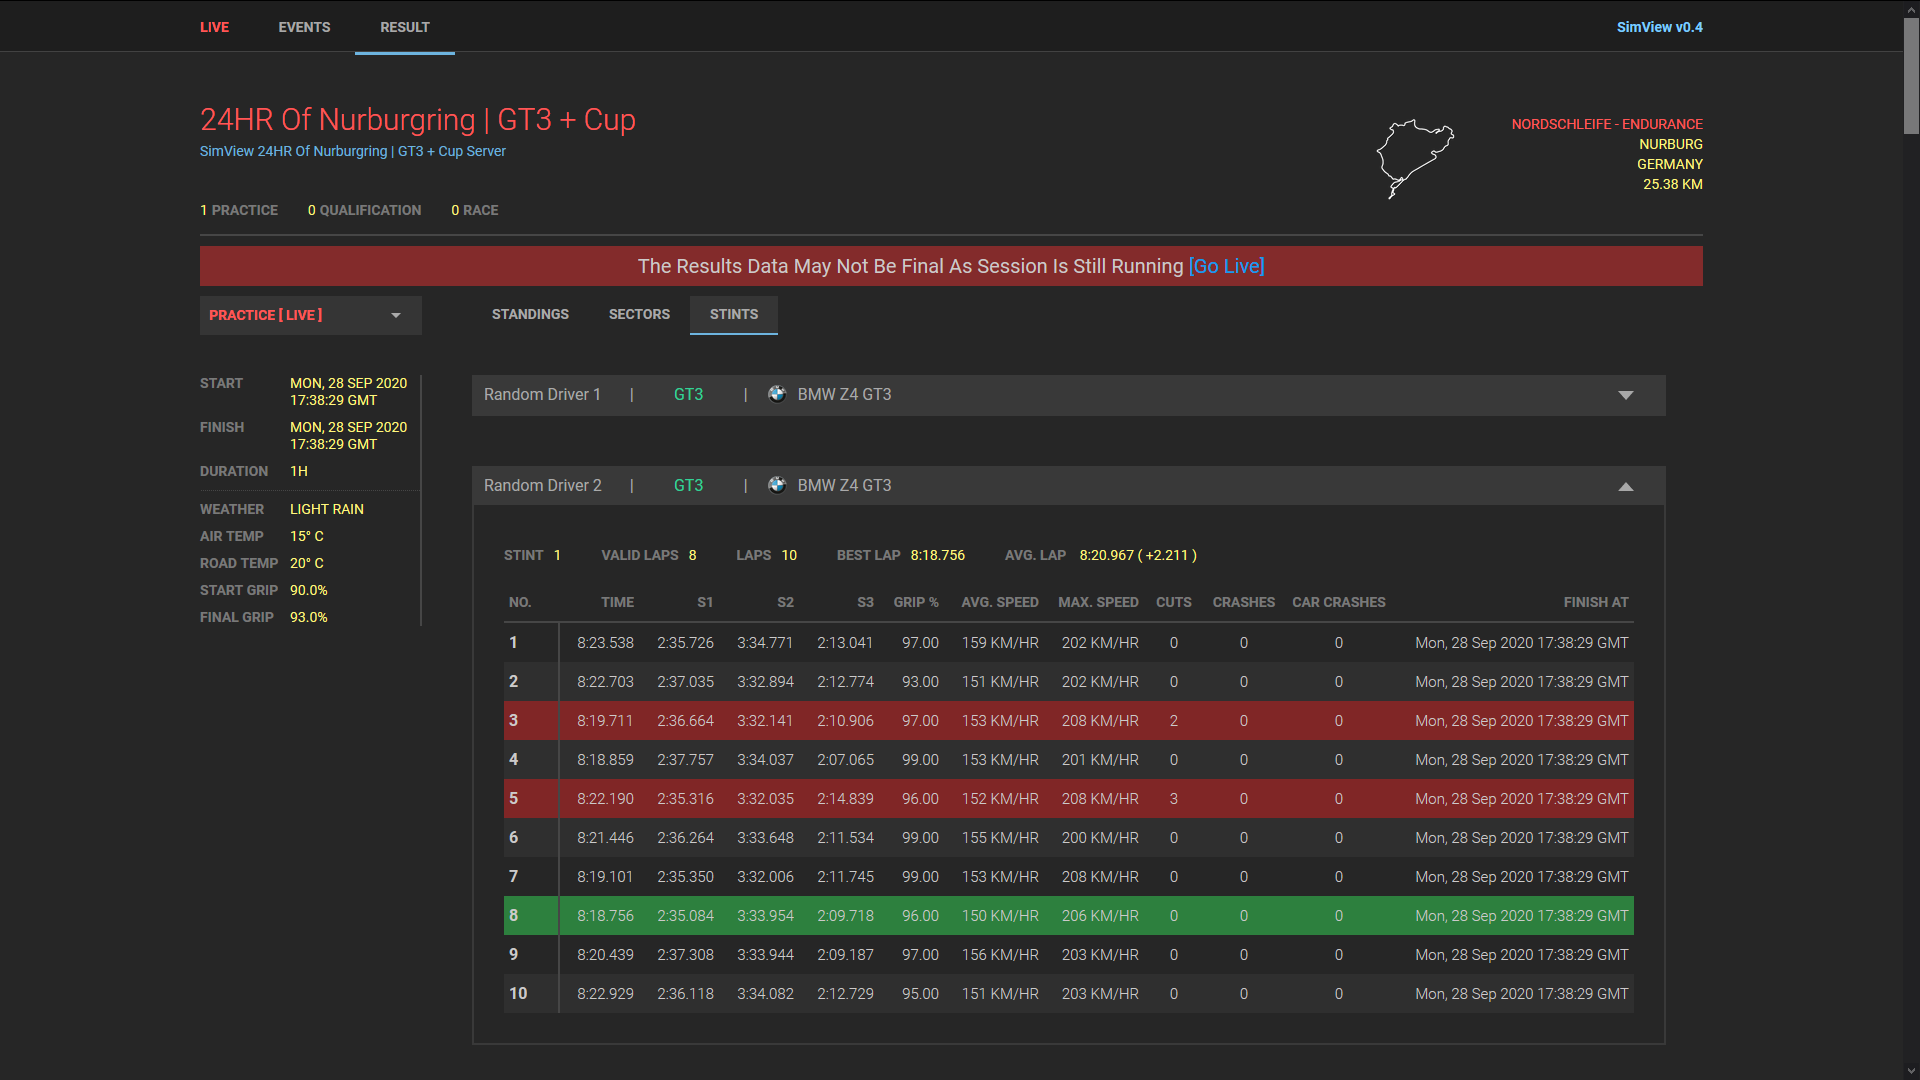 LIVE EVENTS RESULT SimView v0.4
24HR Of Nurburgring | GT3 + Cup
SimView 24HR Of Nurburgring | GT3 + Cup Server
NORDSCHLEIFE - ENDURANCE
NURBURG
GERMANY
25.38 KM
1 PRACTICE 0 QUALIFICATION 0 RACE
The Results Data May Not Be Final As Session Is Still Running [Go Live]
PRACTICE [ LIVE ]
STANDINGS SECTORS STINTS
START MON, 28 SEP 2020
17:38:29 GMT
FINISH MON, 28 SEP 2020
17:38:29 GMT
DURATION 1H
WEATHER LIGHT RAIN
AIR TEMP 15° C
ROAD TEMP 20° C
START GRIP 90.0%
FINAL GRIP 93.0%
Random Driver 1 | GT3 | BMW Z4 GT3
Random Driver 2 | GT3 | BMW Z4 GT3
STINT 1 VALID LAPS 8 LAPS 10 BEST LAP 8:18.756 AVG. LAP 8:20.967 ( +2.211 )
NO. TIME S1 S2 S3 GRIP % AVG. SPEED MAX. SPEED CUTS CRASHES CAR CRASHES FINISH AT
1 8:23.538 2:35.726 3:34.771 2:13.041 97.00 159 KM/HR 202 KM/HR 0 0 0 Mon, 28 Sep 2020 17:38:29 GMT
2 8:22.703 2:37.035 3:32.894 2:12.774 93.00 151 KM/HR 202 KM/HR 0 0 0 Mon, 28 Sep 2020 17:38:29 GMT
3 8:19.711 2:36.664 3:32.141 2:10.906 97.00 153 KM/HR 208 KM/HR 2 0 0 Mon, 28 Sep 2020 17:38:29 GMT
4 8:18.859 2:37.757 3:34.037 2:07.065 99.00 153 KM/HR 201 KM/HR 0 0 0 Mon, 28 Sep 2020 17:38:29 GMT
5 8:22.190 2:35.316 3:32.035 2:14.839 96.00 152 KM/HR 208 KM/HR 3 0 0 Mon, 28 Sep 2020 17:38:29 GMT
6 8:21.446 2:36.264 3:33.648 2:11.534 99.00 155 KM/HR 200 KM/HR 0 0 0 Mon, 28 Sep 2020 17:38:29 GMT
7 8:19.101 2:35.350 3:32.006 2:11.745 99.00 153 KM/HR 208 KM/HR 0 0 0 Mon, 28 Sep 2020 17:38:29 GMT
8 8:18.756 2:35.084 3:33.954 2:09.718 96.00 150 KM/HR 206 KM/HR 0 0 0 Mon, 28 Sep 2020 17:38:29 GMT
9 8:20.439 2:37.308 3:33.944 2:09.187 97.00 156 KM/HR 203 KM/HR 0 0 0 Mon, 28 Sep 2020 17:38:29 GMT
10 8:22.929 2:36.118 3:34.082 2:12.729 95.00 151 KM/HR 203 KM/HR 0 0 0 Mon, 28 Sep 2020 17:38:29 GMT